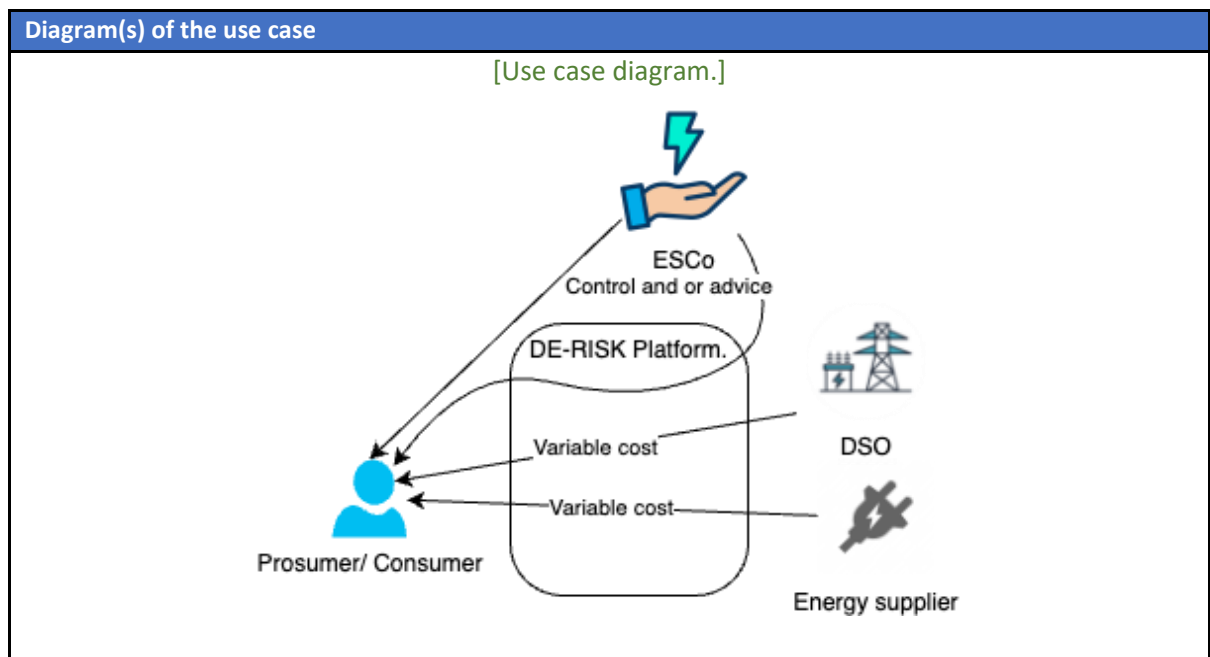 Diagram(s) of the use case
[Use case diagram.]
ESCo
Control and or advice
DE-RISK Platform.
Variable cost
DSO
Variable cost
Prosumer/ Consumer
Energy supplier